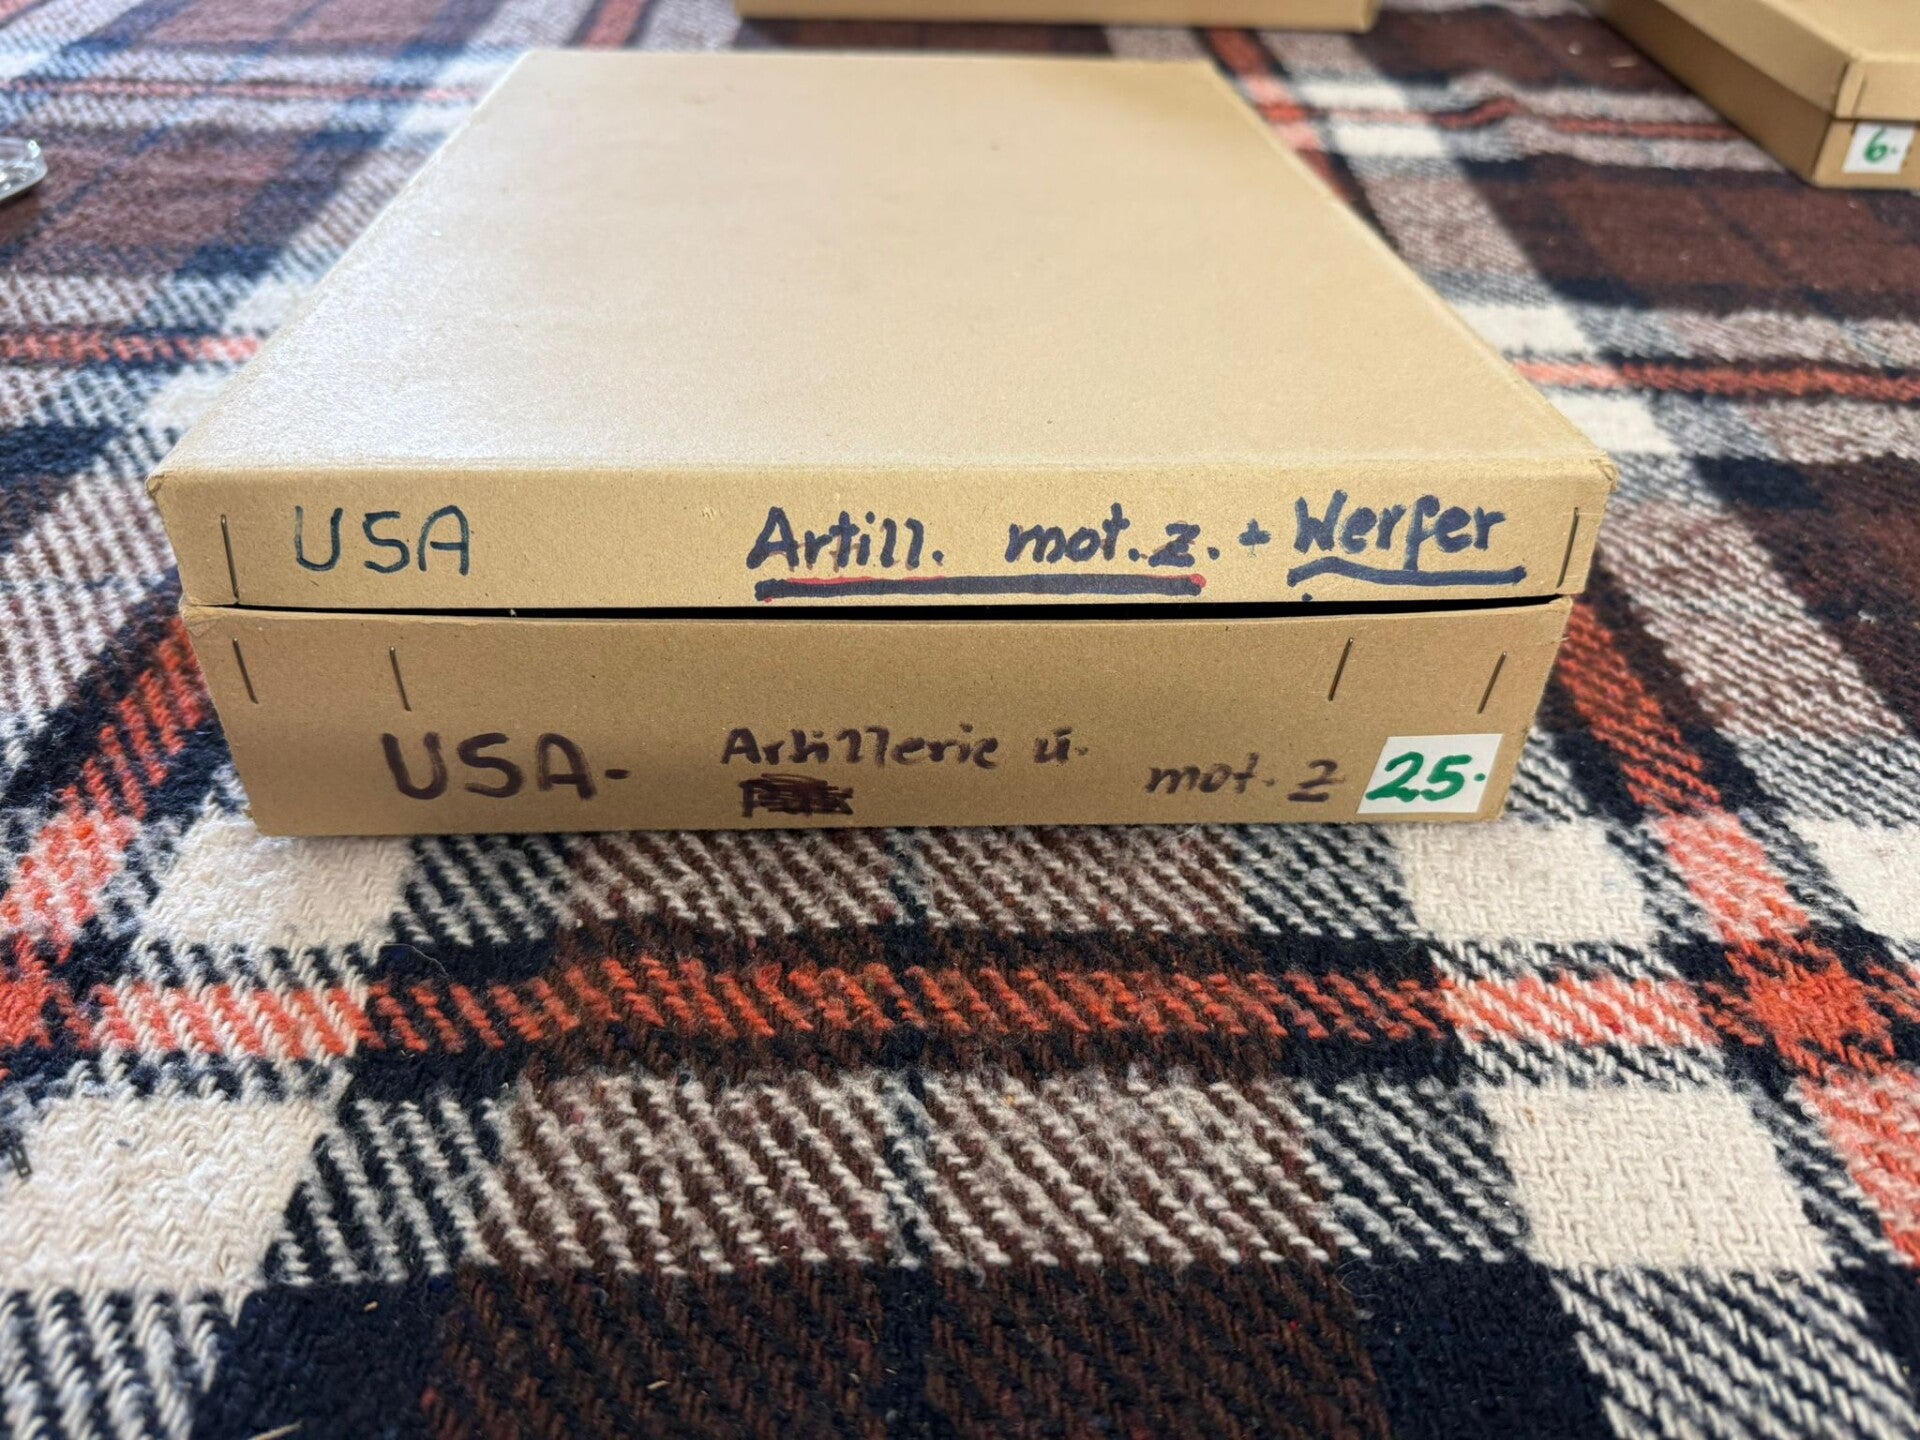 6.
USA Artill. mot. z. + Werfer
USA- Artillerie u. mot. z 25.